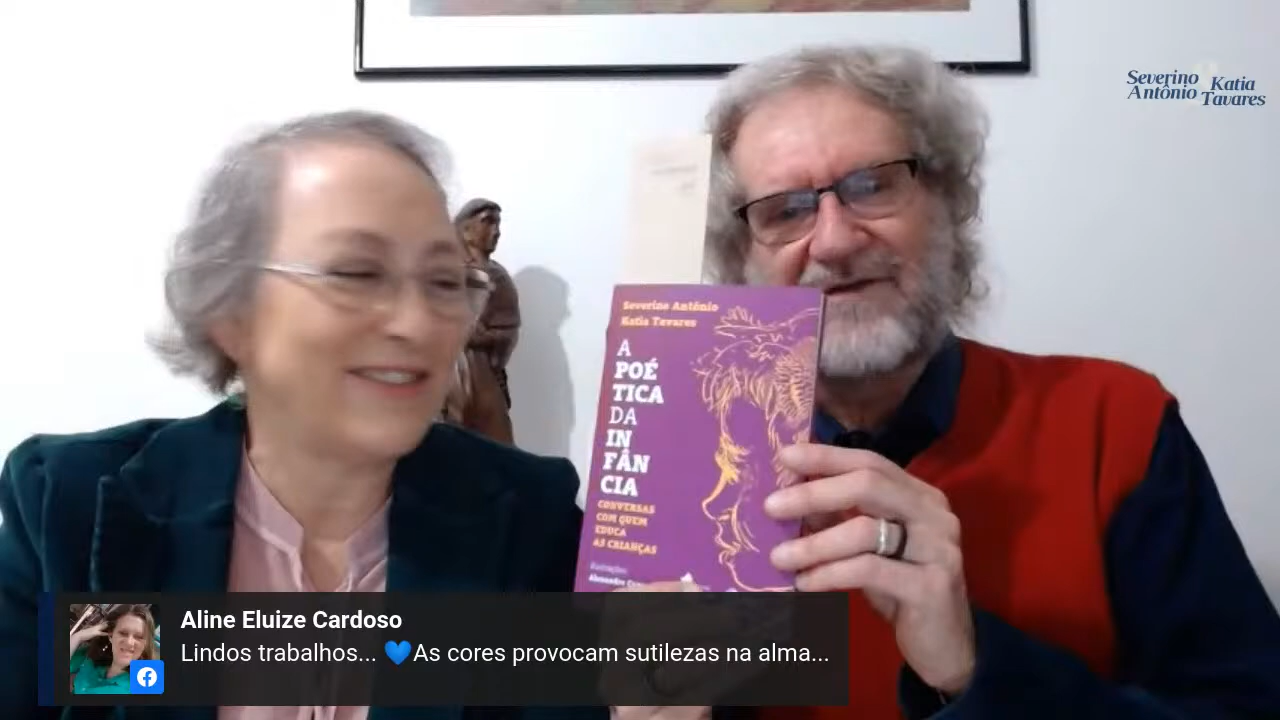 Severino Katia
Antônio Tavares
Severino Antônio
Katia Tavares
A
POÉ
TICA
DA
IN
FÂN
CIA
CONVERSAS
COM QUEM
EDUCA
AS CRIANÇAS
Alexandre
Aline Eluize Cardoso
Lindos trabalhos... 💙As cores provocam sutilezas na alma...